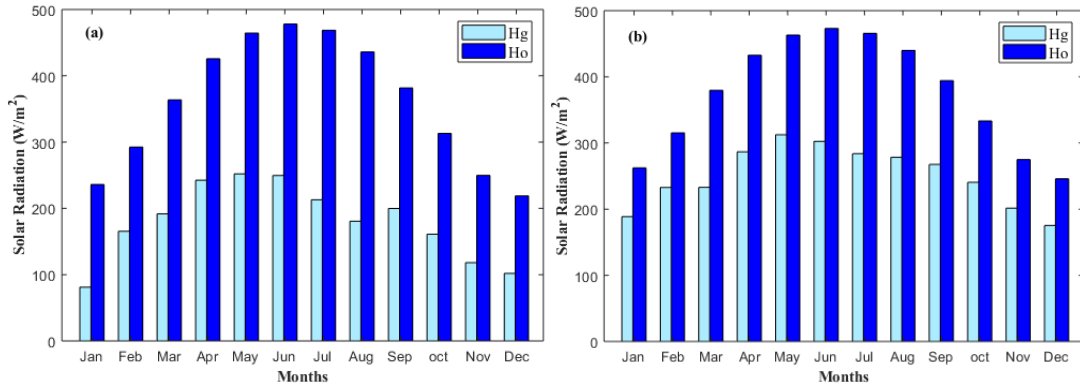 (a)
Hg
Ho
Solar Radiation (W/m²)
500
400
300
200
100
0
Jan Feb Mar Apr May Jun Jul Aug Sep oct Nov Dec
Months
(b)
Hg
Ho
Solar Radiation (W/m²)
500
400
300
200
100
0
Jan Feb Mar Apr May Jun Jul Aug Sep oct Nov Dec
Months